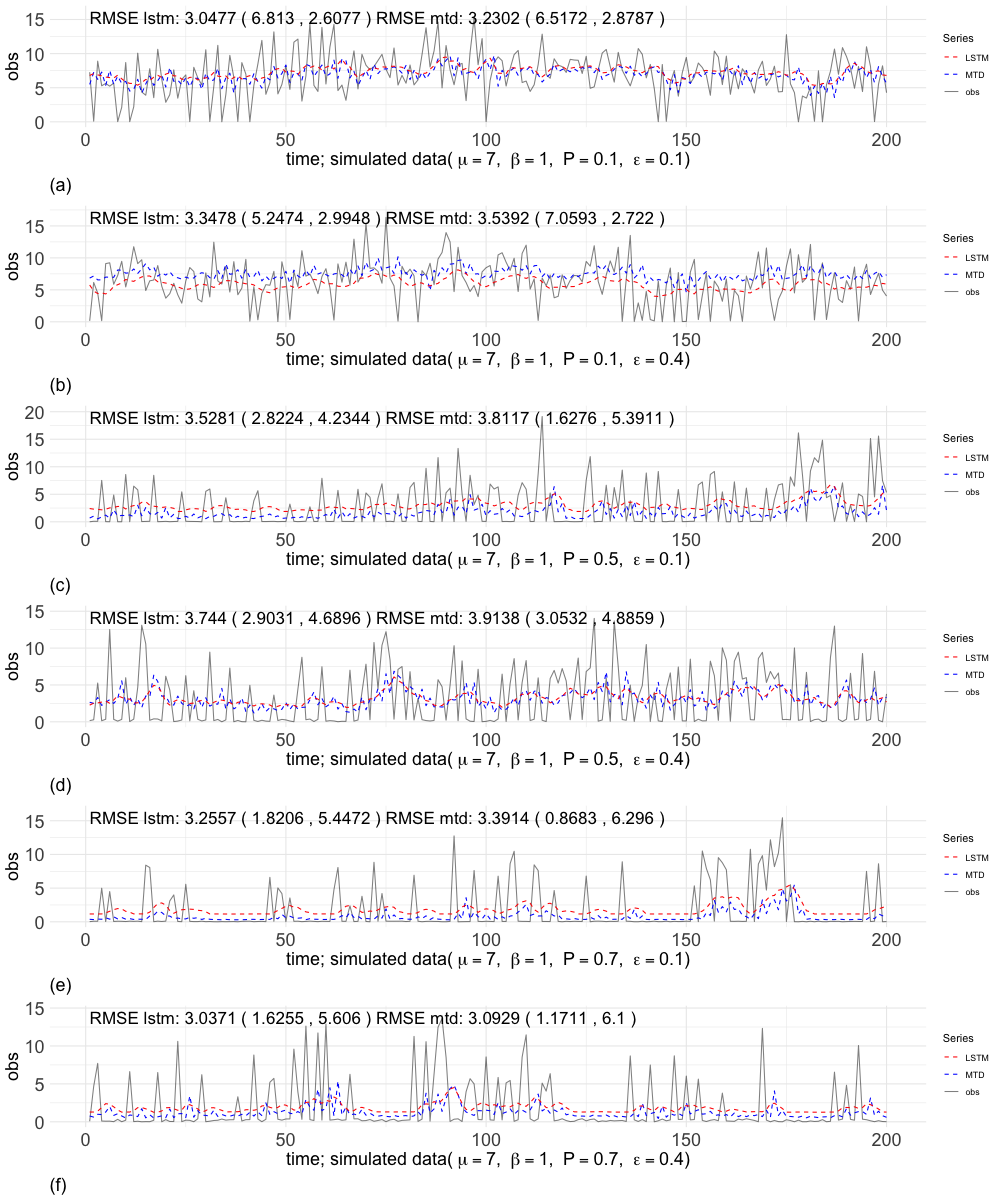 RMSE lstm: 3.0477 ( 6.813 , 2.6077 ) RMSE mtd: 3.2302 ( 6.5172 , 2.8787 )
15
10
5
0
obs
0 50 100 150 200
time; simulated data( μ = 7, β = 1, P = 0.1, ε = 0.1)
Series
LSTM
MTD
obs
(a)
RMSE lstm: 3.3478 ( 5.2474 , 2.9948 ) RMSE mtd: 3.5392 ( 7.0593 , 2.722 )
15
10
5
0
obs
0 50 100 150 200
time; simulated data( μ = 7, β = 1, P = 0.1, ε = 0.4)
Series
LSTM
MTD
obs
(b)
RMSE lstm: 3.5281 ( 2.8224 , 4.2344 ) RMSE mtd: 3.8117 ( 1.6276 , 5.3911 )
20
15
10
5
0
obs
0 50 100 150 200
time; simulated data( μ = 7, β = 1, P = 0.5, ε = 0.1)
Series
LSTM
MTD
obs
(c)
RMSE lstm: 3.744 ( 2.9031 , 4.6896 ) RMSE mtd: 3.9138 ( 3.0532 , 4.8859 )
15
10
5
0
obs
0 50 100 150 200
time; simulated data( μ = 7, β = 1, P = 0.5, ε = 0.4)
Series
LSTM
MTD
obs
(d)
RMSE lstm: 3.2557 ( 1.8206 , 5.4472 ) RMSE mtd: 3.3914 ( 0.8683 , 6.296 )
15
10
5
0
obs
0 50 100 150 200
time; simulated data( μ = 7, β = 1, P = 0.7, ε = 0.1)
Series
LSTM
MTD
obs
(e)
RMSE lstm: 3.0371 ( 1.6255 , 5.606 ) RMSE mtd: 3.0929 ( 1.1711 , 6.1 )
15
10
5
0
obs
0 50 100 150 200
time; simulated data( μ = 7, β = 1, P = 0.7, ε = 0.4)
Series
LSTM
MTD
obs
(f)